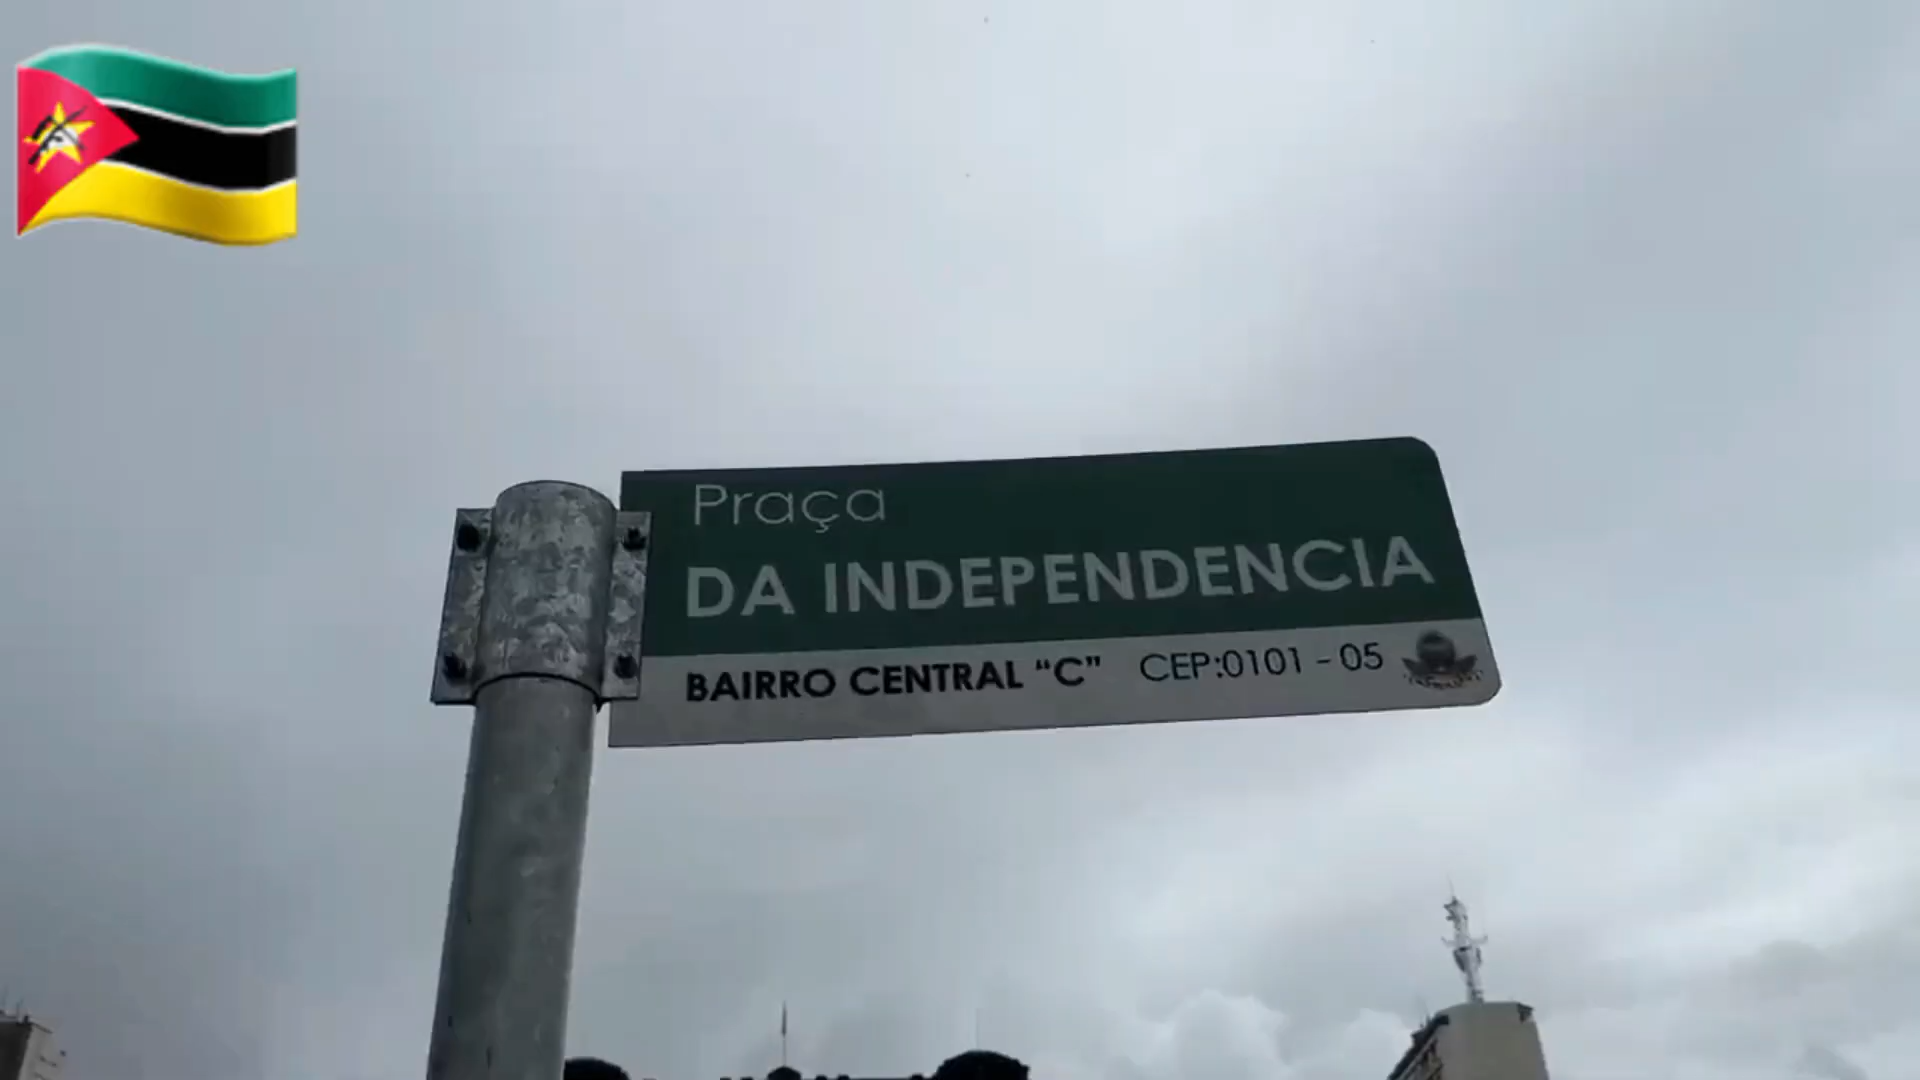 Praça
DA INDEPENDENCIA
BAIRRO CENTRAL “C” CEP:0101 - 05